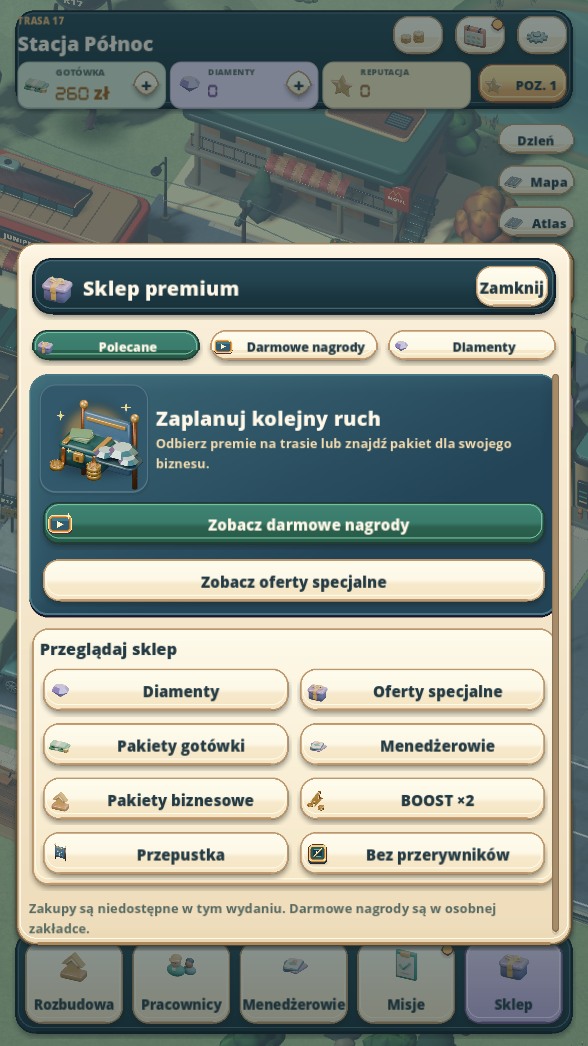 TRASA 17
Stacja Północ
GOTÓWKA
260 zł
DIAMENTY
0
REPUTACJA
0
POZ. 1
Dzień
Mapa
Atlas
MOTEL
Sklep premium
Zamknij
Polecane
Darmowe nagrody
Diamenty
Zaplanuj kolejny ruch
Odbierz premie na trasie lub znajdź pakiet dla swojego
biznesu.
Zobacz darmowe nagrody
Zobacz oferty specjalne
Przeglądaj sklep
Diamenty
Oferty specjalne
Pakiety gotówki
Menedżerowie
Pakiety biznesowe
BOOST ×2
Przepustka
Bez przerywników
Zakupy są niedostępne w tym wydaniu. Darmowe nagrody są w osobnej
zakładce.
Rozbudowa
Pracownicy
Menedżerowie
Misje
Sklep